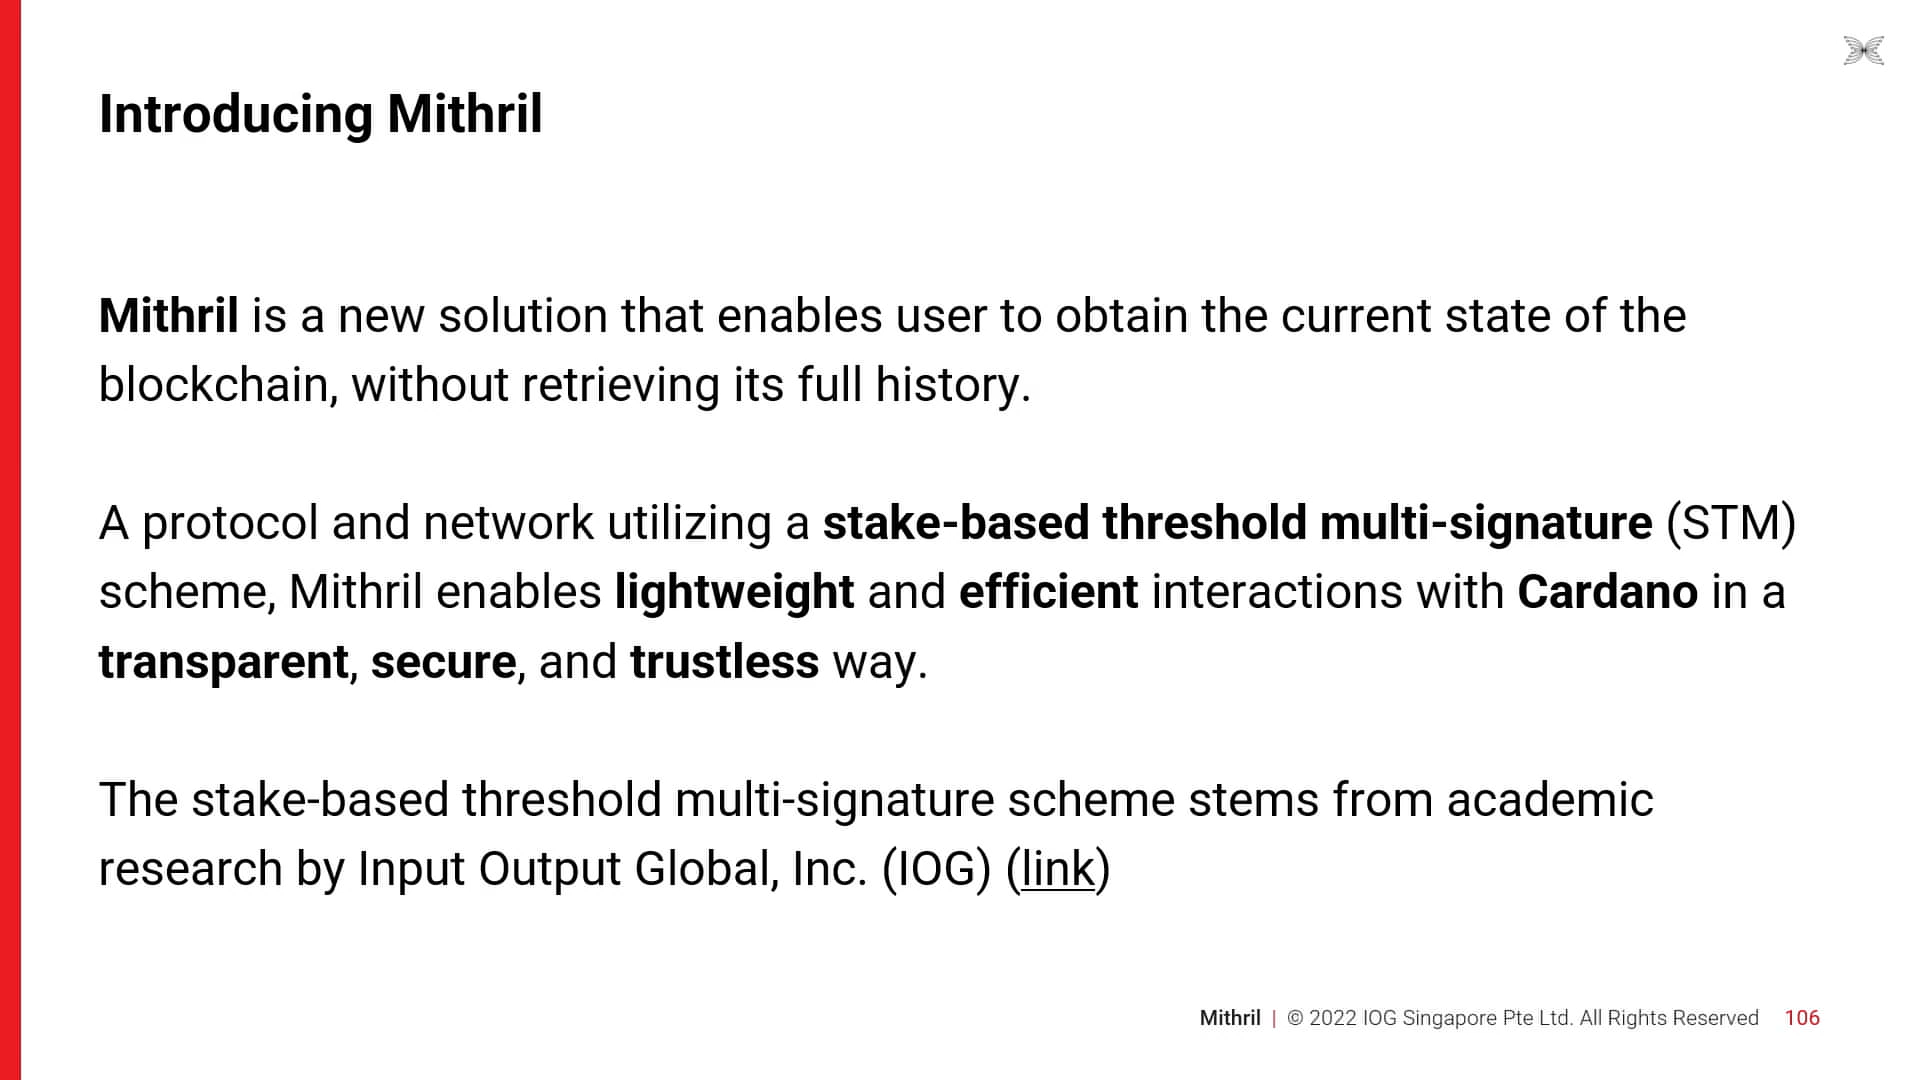 Introducing Mithril
Mithril is a new solution that enables user to obtain the current state of the
blockchain, without retrieving its full history.
A protocol and network utilizing a stake-based threshold multi-signature (STM)
scheme, Mithril enables lightweight and efficient interactions with Cardano in a
transparent, secure, and trustless way.
The stake-based threshold multi-signature scheme stems from academic
research by Input Output Global, Inc. (IOG) (link)
Mithril | © 2022 IOG Singapore Pte Ltd. All Rights Reserved 106